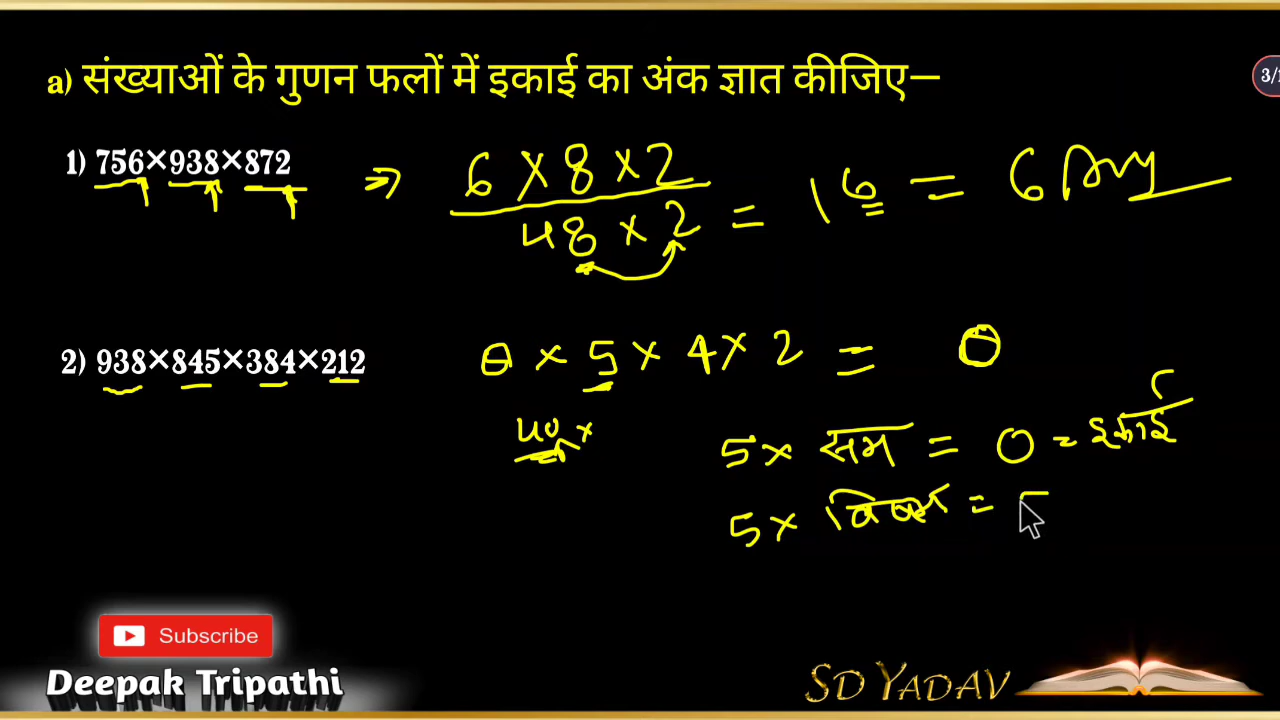 a) संख्याओं के गुणन फलों में इकाई का अंक ज्ञात कीजिए–
3/1
1) 756×938×872
6 × 8 × 2
48 × 2 = 16 = 6 Ans
2) 938×845×384×212
8 × 5 × 4 × 2 = 0
40 ×
5 × सम = 0 = इकाई
5 × विषम = 5
Subscribe
Deepak Tripathi
SD YADAV